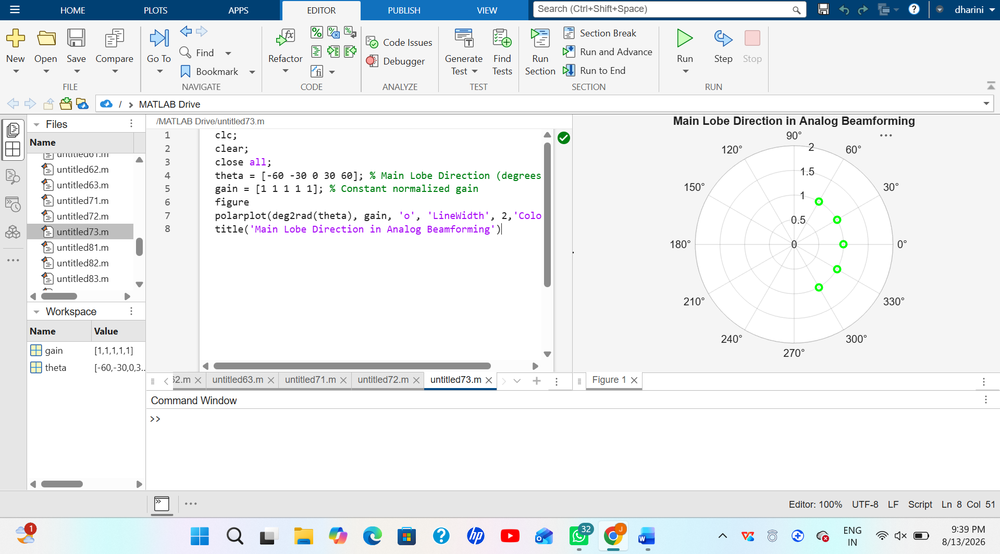 HOME PLOTS APPS EDITOR PUBLISH VIEW Search (Ctrl+Shift+Space) dharini
New Open Save Compare Go To Find Bookmark Refactor Code Issues Debugger Generate Test Find Tests Run Section Section Break Run and Advance Run to End Run Step Stop
FILE NAVIGATE CODE ANALYZE TEST SECTION RUN
/ › MATLAB Drive
Files
Name
untitled61.m
untitled62.m
untitled63.m
untitled71.m
untitled72.m
untitled73.m
untitled81.m
untitled82.m
untitled83.m
Workspace
Name Value
gain [1,1,1,1,1]
theta [-60,-30,0,3...
/MATLAB Drive/untitled73.m
1 clc;
2 clear;
3 close all;
4 theta = [-60 -30 0 30 60]; % Main Lobe Direction (degrees
5 gain = [1 1 1 1 1]; % Constant normalized gain
6 figure
7 polarplot(deg2rad(theta), gain, 'o', 'LineWidth', 2,'Colo
8 title('Main Lobe Direction in Analog Beamforming')
62.m untitled63.m untitled71.m untitled72.m untitled73.m
Main Lobe Direction in Analog Beamforming
90°
120° 2 60°
1.5
150° 30°
1
0.5
180° 0 0°
210° 330°
240° 300°
270°
Figure 1
Command Window
>>
Editor: 100% UTF-8 LF Script Ln 8 Col 51
1
32
J
ENG
IN
9:39 PM
8/13/2026